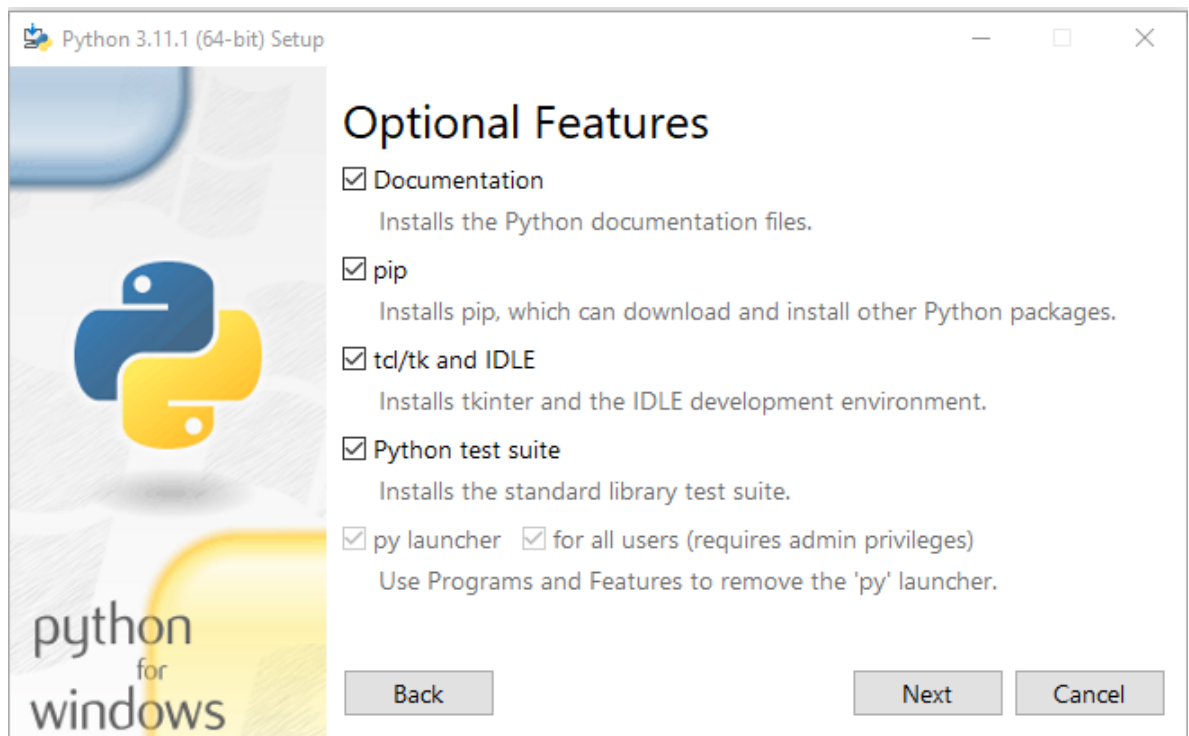 Python 3.11.1 (64-bit) Setup
Optional Features
Documentation
Installs the Python documentation files.
pip
Installs pip, which can download and install other Python packages.
tcl/tk and IDLE
Installs tkinter and the IDLE development environment.
Python test suite
Installs the standard library test suite.
py launcher for all users (requires admin privileges)
Use Programs and Features to remove the 'py' launcher.
python
for
windows
Back Next Cancel